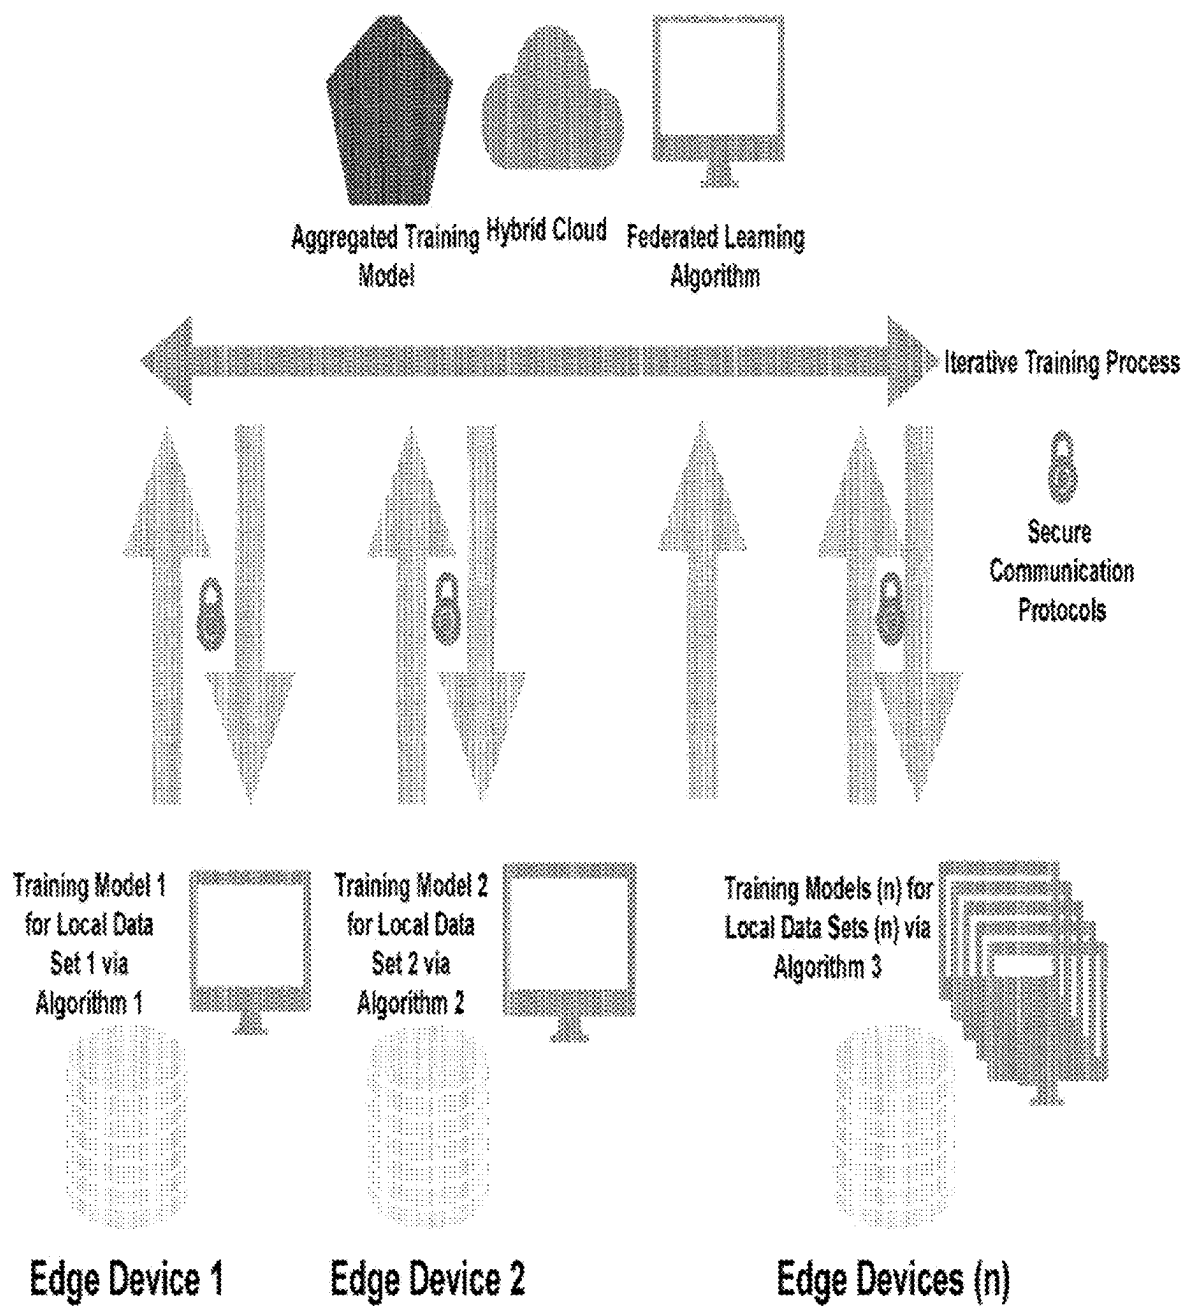 Aggregated Training
Model
Hybrid Cloud
Federated Learning
Algorithm
Iterative Training Process
Secure
Communication
Protocols
Training Model 1
for Local Data
Set 1 via
Algorithm 1
Training Model 2
for Local Data
Set 2 via
Algorithm 2
Training Models (n) for
Local Data Sets (n) via
Algorithm 3
Edge Device 1
Edge Device 2
Edge Devices (n)